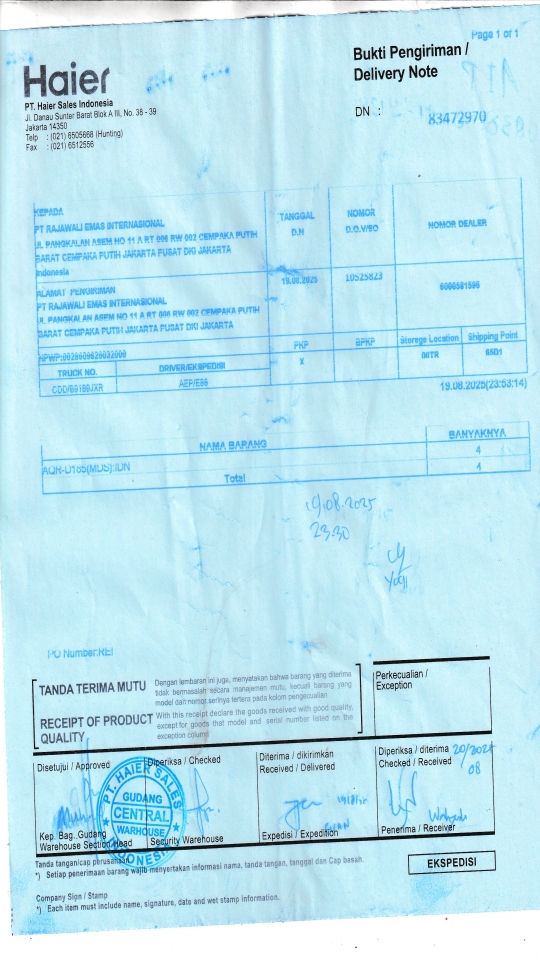 Page 1 of 1
Haier
Bukti Pengiriman /
Delivery Note
PT. Haier Sales Indonesia
Jl. Danau Sunter Barat Blok A III, No. 38 - 39
Jakarta 14350
Telp : (021) 6505668 (Hunting)
Fax : (021) 6512556
DN : 83472970
KEPADA
PT RAJAWALI EMAS INTERNASIONAL
JL. PANGKALAN ASEM NO 11 A RT 006 RW 002 CEMPAKA PUTIH
BARAT CEMPAKA PUTIH JAKARTA PUSAT DKI JAKARTA
Indonesia
TANGGAL D.N
NOMOR D.O.V/SO
NOMOR DEALER
ALAMAT PENGIRIMAN
PT RAJAWALI EMAS INTERNASIONAL
JL. PANGKALAN ASEM NO 11 A RT 006 RW 002 CEMPAKA PUTIH
BARAT CEMPAKA PUTIH JAKARTA PUSAT DKI JAKARTA
19.08.2025 10525823
PKP BPKP Storege Location Shipping Point
X
TRUCK NO. DRIVER/EKSPEDISI
19.08.2025(23:53:14)
NAMA BARANG BANYAKNYA
4
Total 4
19/08.2025
23.30
Yogi
PO Number:REI
TANDA TERIMA MUTU
Dengan lembaran ini juga, menyatakan bahwa barang yang diterima
tidak bermasalah secara manajemen mutu, kecuali barang yang
model dan nomor serinya tertera pada kolom pengecualian
RECEIPT OF PRODUCT QUALITY
With this receipt declare the goods received with good quality,
except for goods that model and serial number listed on the
exception column
Perkecualian /
Exception
Disetujui / Approved
Diperiksa / Checked
Diterima / dikirimkan
Received / Delivered
Diperiksa / diterima
Checked / Received
PT. HAIER SALES
GUDANG
CENTRAL
WARHOUSE
INDONESIA
Kep. Bag..Gudang
Warehouse Section Head
Security Warehouse
Expedisi / Expedition
Penerima / Receiver
Tanda tangan/cap perusahaan
*) Setiap penerimaan barang wajib menyertakan informasi nama, tanda tangan, tanggal dan Cap basah.
EKSPEDISI
Company Sign / Stamp
*) Each item must include name, signature, date and wet stamp information.